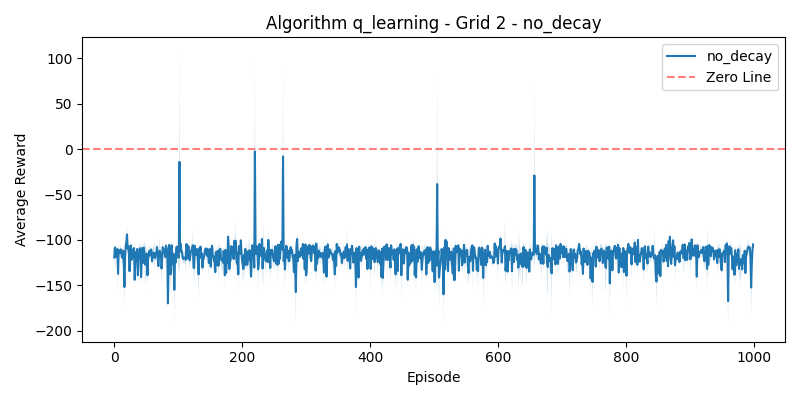 Algorithm q_learning - Grid 2 - no_decay
100
50
0
−50
−100
−150
−200
Average Reward
no_decay
Zero Line
0
200
400
600
800
1000
Episode